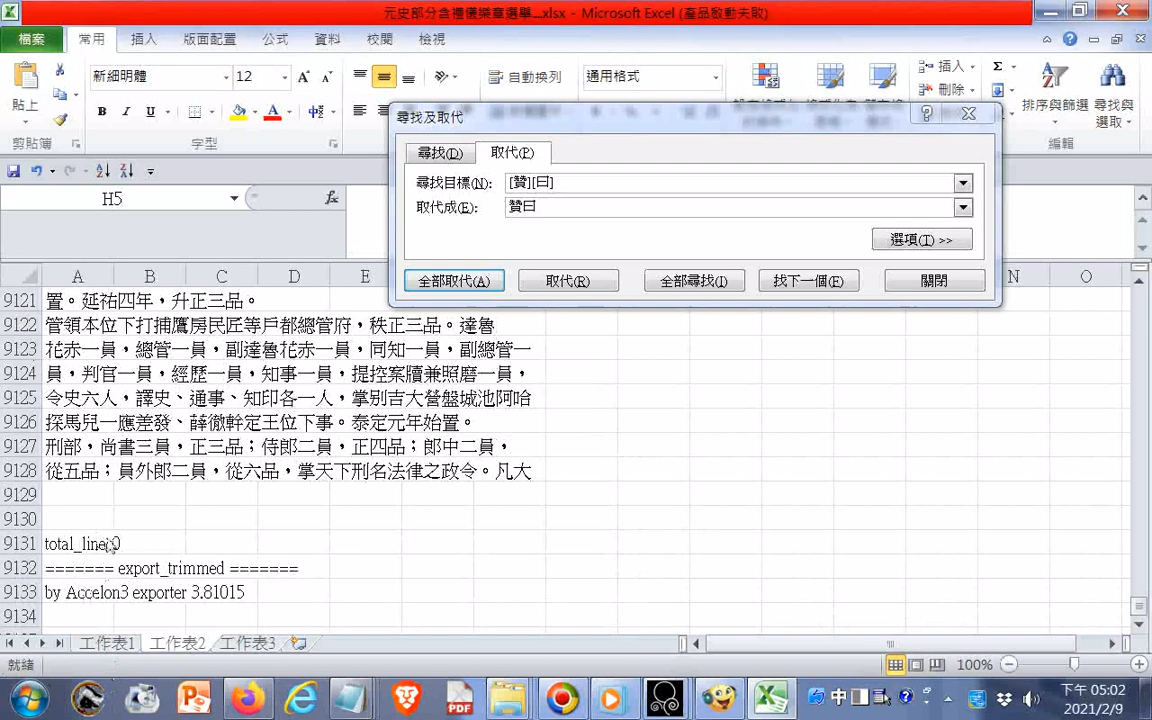 元史部分含禮儀樂章選舉...xlsx - Microsoft Excel (產品啟動失敗)
檔案 常用 插入 版面配置 公式 資料 校閱 檢視
貼上 新細明體 12 自動換列 通用格式 插入 刪除 排序與篩選 尋找與選取
剪貼簿 字型 編輯
尋找及取代
尋找(D) 取代(P)
尋找目標(N): [贊][曰]
取代成(E): 贊曰
選項(T) >>
全部取代(A) 取代(R) 全部尋找(I) 找下一個(F) 關閉
H5
A B C D E N O
9121 置。延祐四年，升正三品。
9122 管領本位下打捕鷹房民匠等戶都總管府，秩正三品。達魯
9123 花赤一員，總管一員，副達魯花赤一員，同知一員，副總管一
9124 員，判官一員，經歷一員，知事一員，提控案牘兼照磨一員，
9125 令史六人，譯史、通事、知印各一人，掌別吉大營盤城池阿哈
9126 探馬兒一應差發、薛徹幹定王位下事。泰定元年始置。
9127 刑部，尚書三員，正三品；侍郎二員，正四品；郎中二員，
9128 從五品；員外郎二員，從六品，掌天下刑名法律之政令。凡大
9129
9130
9131 total_line:0
9132 ======= export_trimmed =======
9133 by Accelon3 exporter 3.81015
9134
工作表1 工作表2 工作表3
就緒 100%
中 下午 05:02
2021/2/9